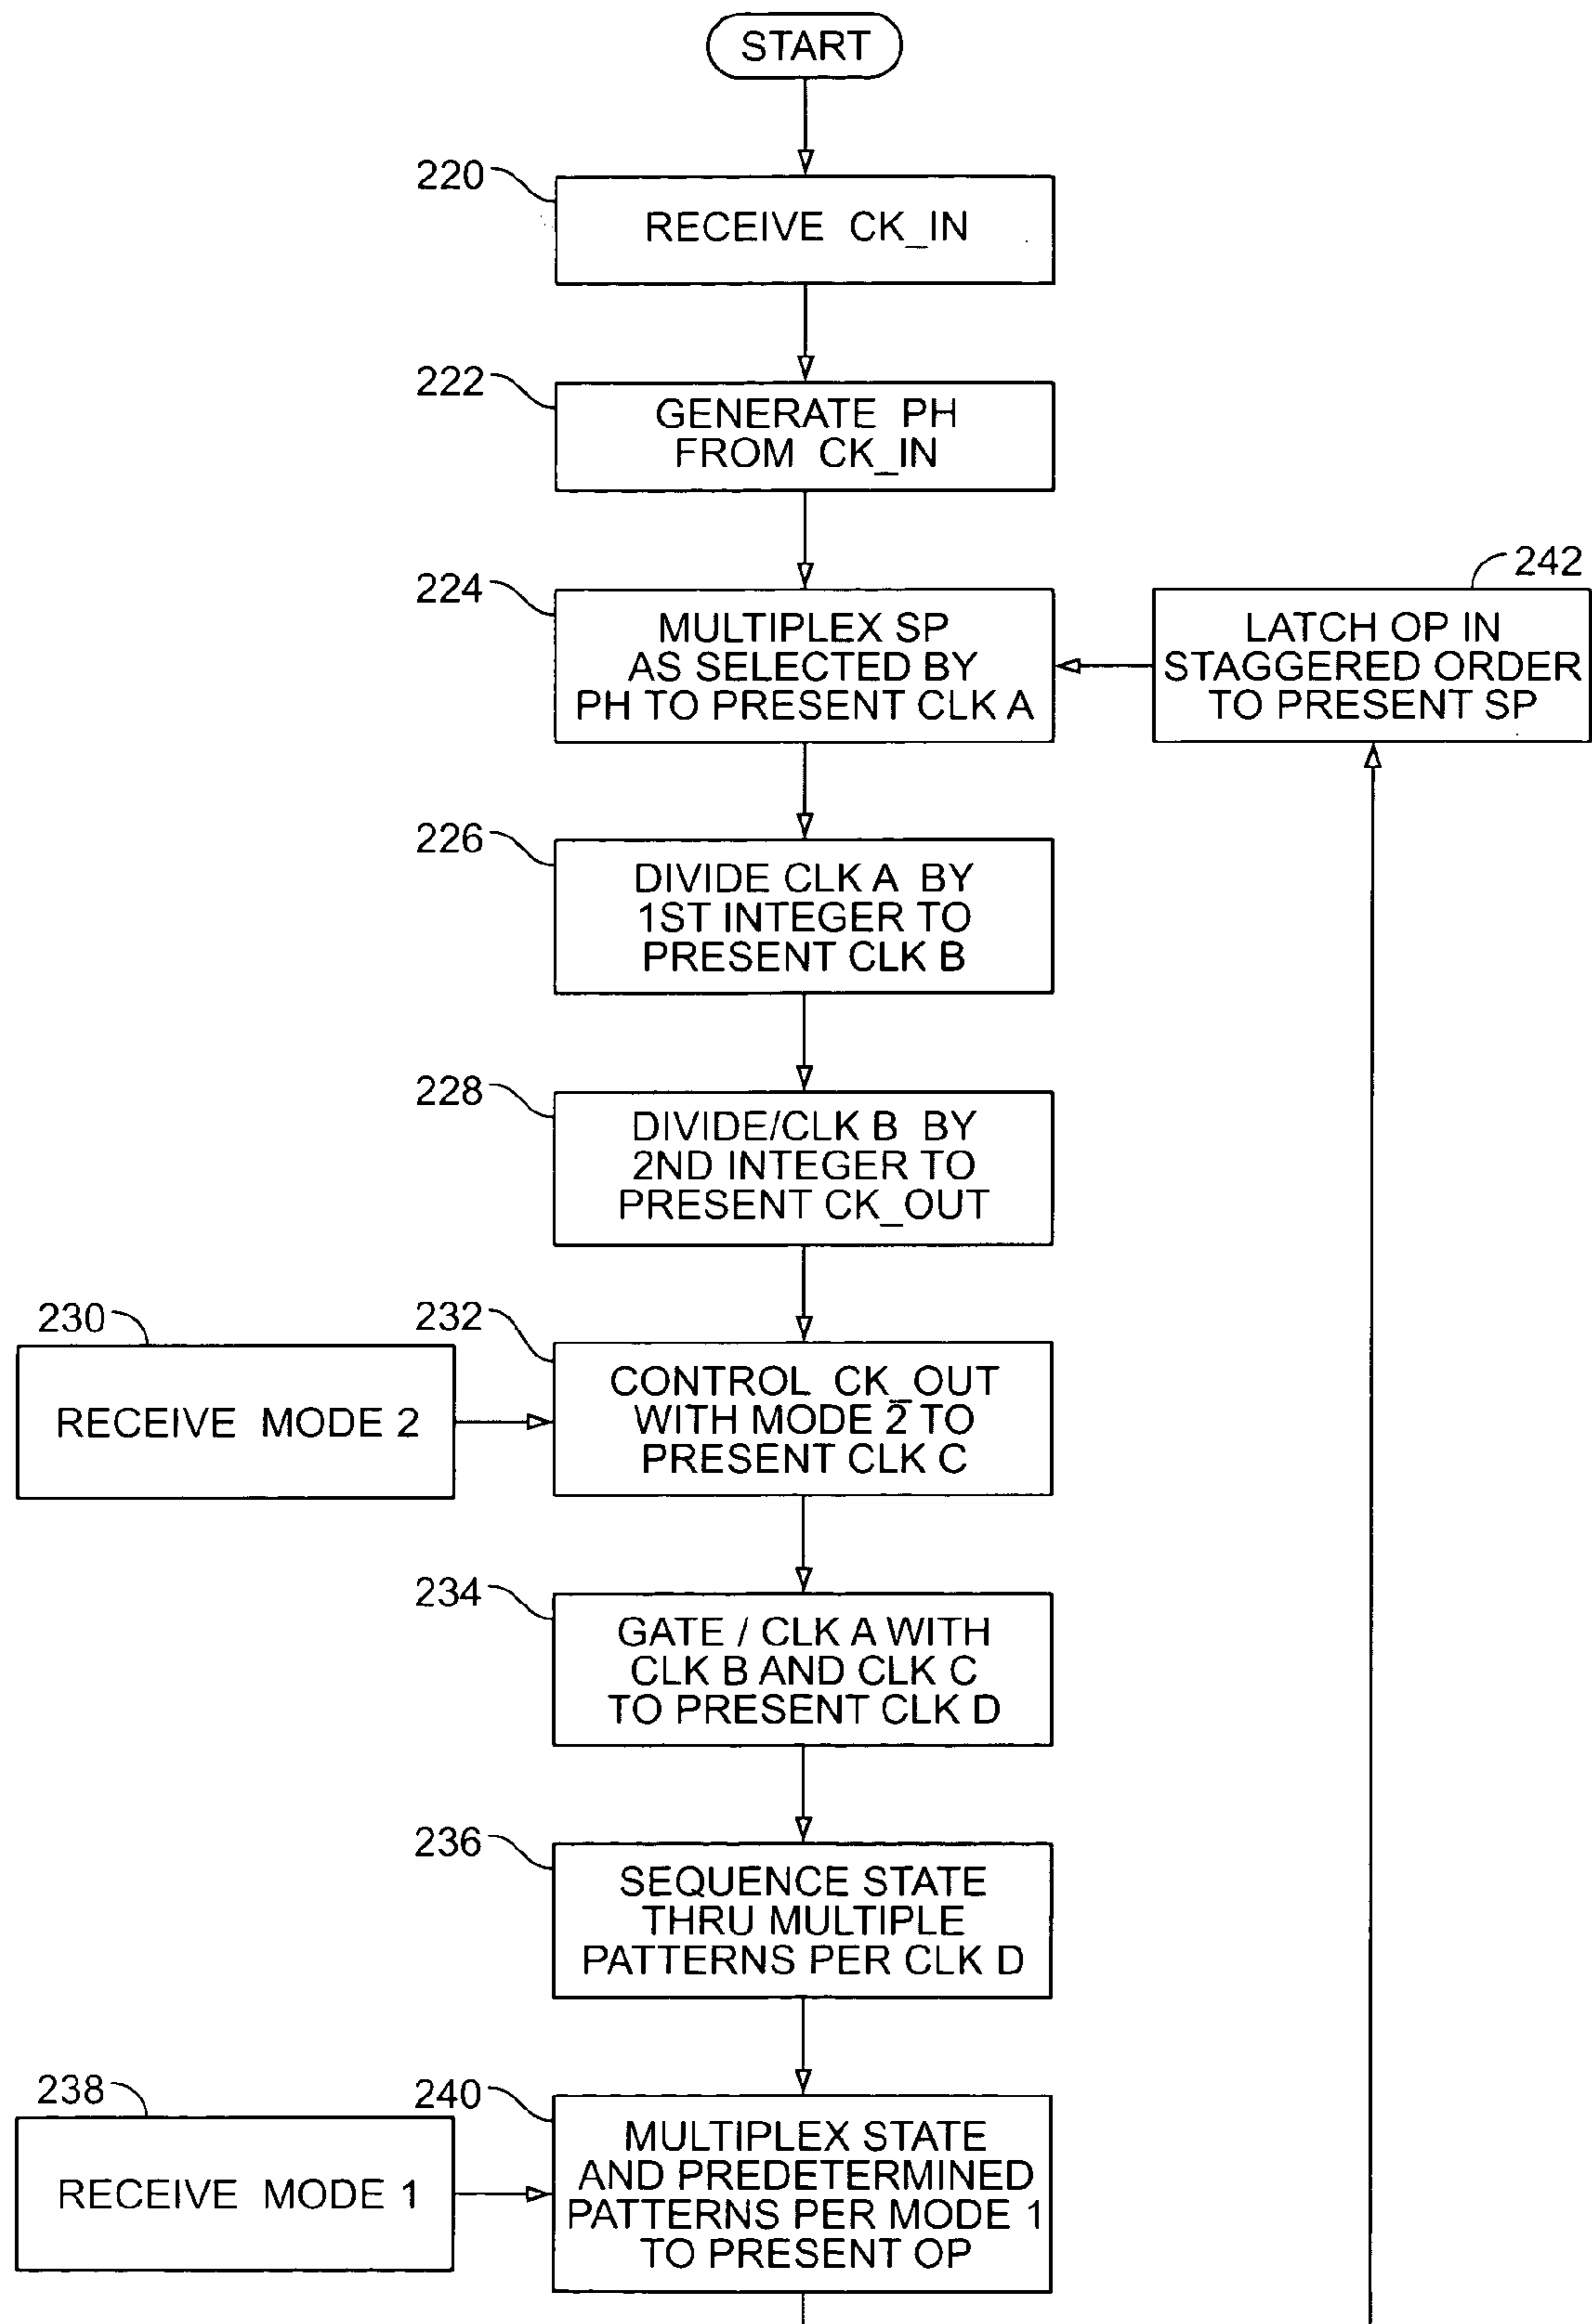 START
220
RECEIVE CK_IN
222
GENERATE PH
FROM CK_IN
224
MULTIPLEX SP
AS SELECTED BY
PH TO PRESENT CLK A
242
LATCH OP IN
STAGGERED ORDER
TO PRESENT SP
226
DIVIDE CLK A BY
1ST INTEGER TO
PRESENT CLK B
228
DIVIDE/CLK B BY
2ND INTEGER TO
PRESENT CK_OUT
230
RECEIVE MODE 2
232
CONTROL CK_OUT
WITH MODE 2 TO
PRESENT CLK C
234
GATE / CLK A WITH
CLK B AND CLK C
TO PRESENT CLK D
236
SEQUENCE STATE
THRU MULTIPLE
PATTERNS PER CLK D
238
RECEIVE MODE 1
240
MULTIPLEX STATE
AND PREDETERMINED
PATTERNS PER MODE 1
TO PRESENT OP